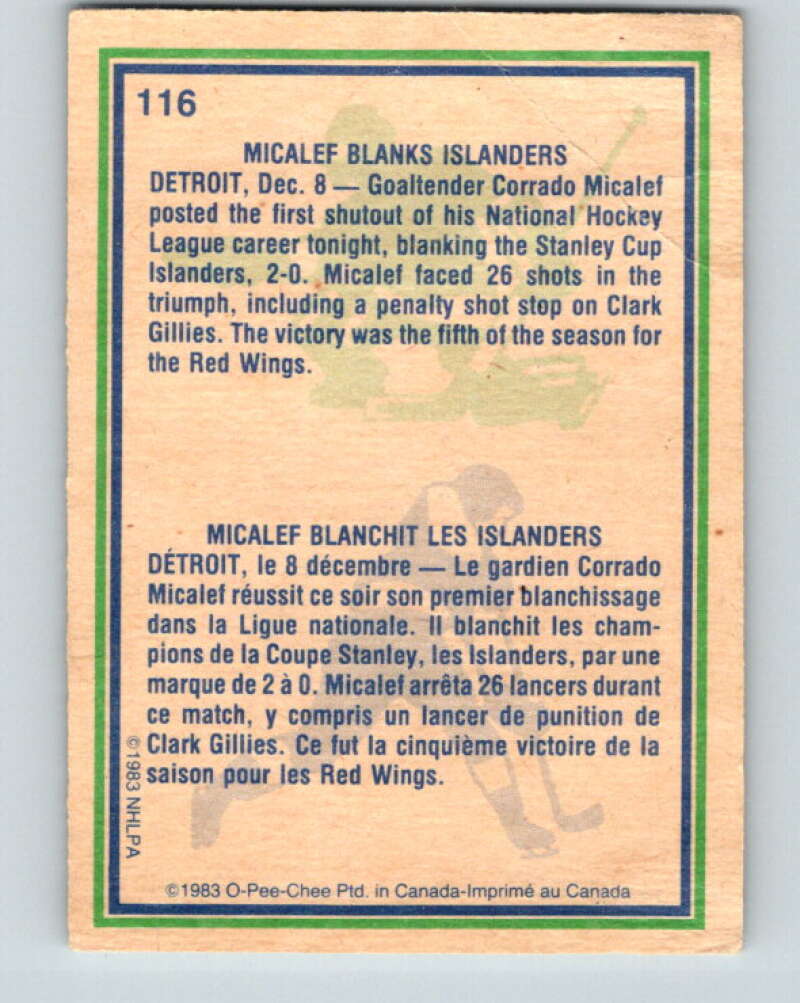 116
MICALEF BLANKS ISLANDERS
DETROIT, Dec. 8 — Goaltender Corrado Micalef
posted the first shutout of his National Hockey
League career tonight, blanking the Stanley Cup
Islanders, 2-0. Micalef faced 26 shots in the
triumph, including a penalty shot stop on Clark
Gillies. The victory was the fifth of the season for
the Red Wings.
MICALEF BLANCHIT LES ISLANDERS
DÉTROIT, le 8 décembre — Le gardien Corrado
Micalef réussit ce soir son premier blanchissage
dans la Ligue nationale. Il blanchit les cham-
pions de la Coupe Stanley, les Islanders, par une
marque de 2 à 0. Micalef arrêta 26 lancers durant
ce match, y compris un lancer de punition de
Clark Gillies. Ce fut la cinquième victoire de la
saison pour les Red Wings.
©1983 NHLPA
©1983 O-Pee-Chee Ptd. in Canada-Imprimé au Canada